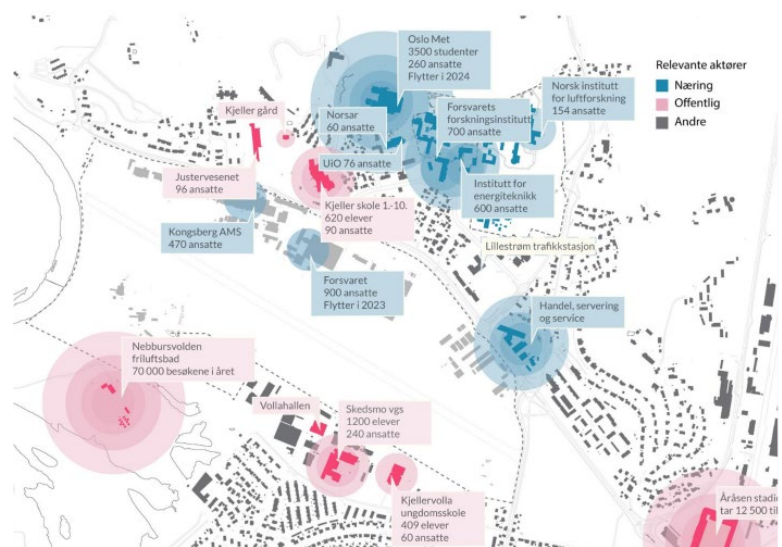 Oslo Met
3500 studenter
260 ansatte
Flytter i 2024
Relevante aktører
Næring
Offentlig
Andre
Norsk institutt
for luftforskning
154 ansatte
Kjeller gård
Norsar
60 ansatte
Forsvarets
forskningsinstitutt
700 ansatte
UiO 76 ansatte
Justervesenet
96 ansatte
Institutt for
energiteknikk
600 ansatte
Kjeller skole 1.-10.
620 elever
90 ansatte
Kongsberg AMS
470 ansatte
Lillestrøm trafikkstasjon
Forsvaret
900 ansatte
Flytter i 2023
Handel, servering
og service
Nebbursvolden
friluftsbad
70 000 besøkene i året
Vollahallen
Skedsmo vgs
1200 elever
240 ansatte
Kjellervolla
ungdomsskole
409 elever
60 ansatte
Åråsen stadio
tar 12 500 til